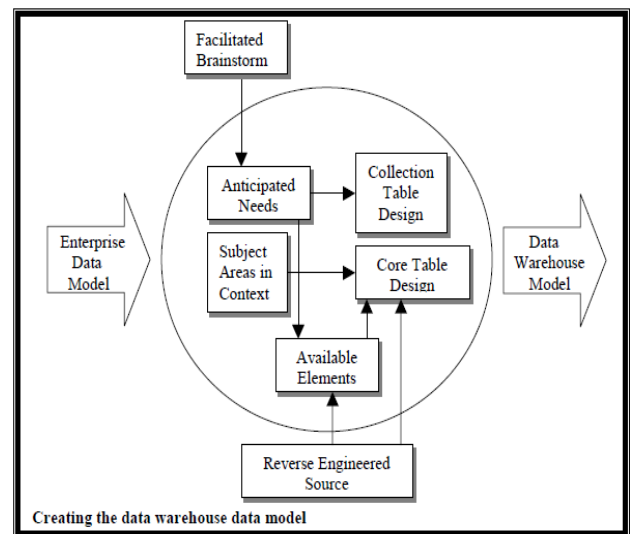 Facilitated
Brainstorm
Anticipated
Needs
Collection
Table
Design
Enterprise
Data
Model
Subject
Areas in
Context
Core Table
Design
Data
Warehouse
Model
Available
Elements
Reverse Engineered
Source
Creating the data warehouse data model